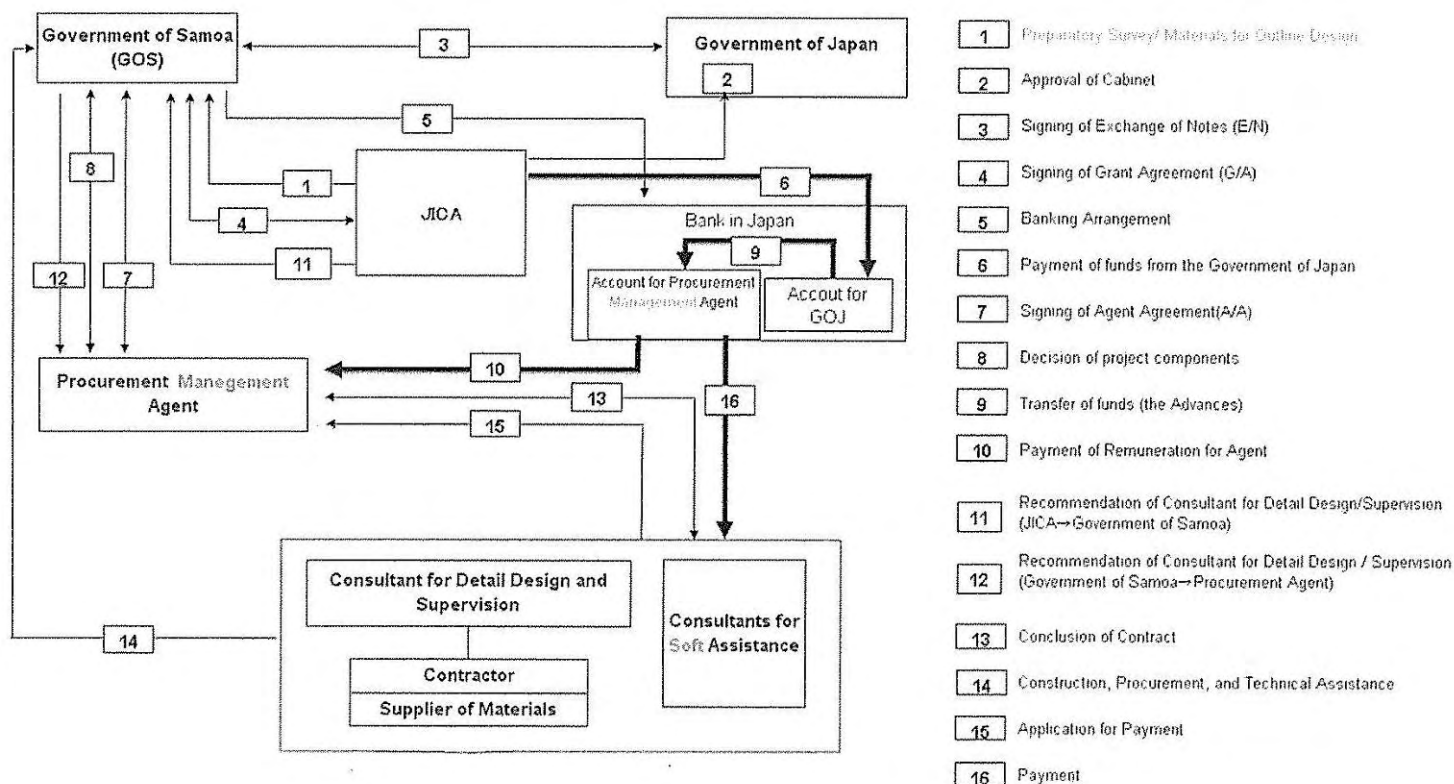 Government of Samoa
(GOS)
3
Government of Japan
2
5
8
1
JICA
6
4
Bank in Japan
9
12
7
11
Account for Procurement
Management Agent
Accout for
GOJ
10
Procurement Manegement
Agent
13
16
15
Consultant for Detail Design and
Supervision
Consultants for
Soft Assistance
14
Contractor
Supplier of Materials
1 Preparatory Survey/ Materials for Outline Design
2 Approval of Cabinet
3 Signing of Exchange of Notes (E/N)
4 Signing of Grant Agreement (G/A)
5 Banking Arrangement
6 Payment of funds from the Government of Japan
7 Signing of Agent Agreement(A/A)
8 Decision of project components
9 Transfer of funds (the Advances)
10 Payment of Remuneration for Agent
11 Recommendation of Consultant for Detail Design/Supervision
(JICA→Government of Samoa)
12 Recommendation of Consultant for Detail Design / Supervision
(Government of Samoa→Procurement Agent)
13 Conclusion of Contract
14 Construction, Procurement, and Technical Assistance
15 Application for Payment
16 Payment